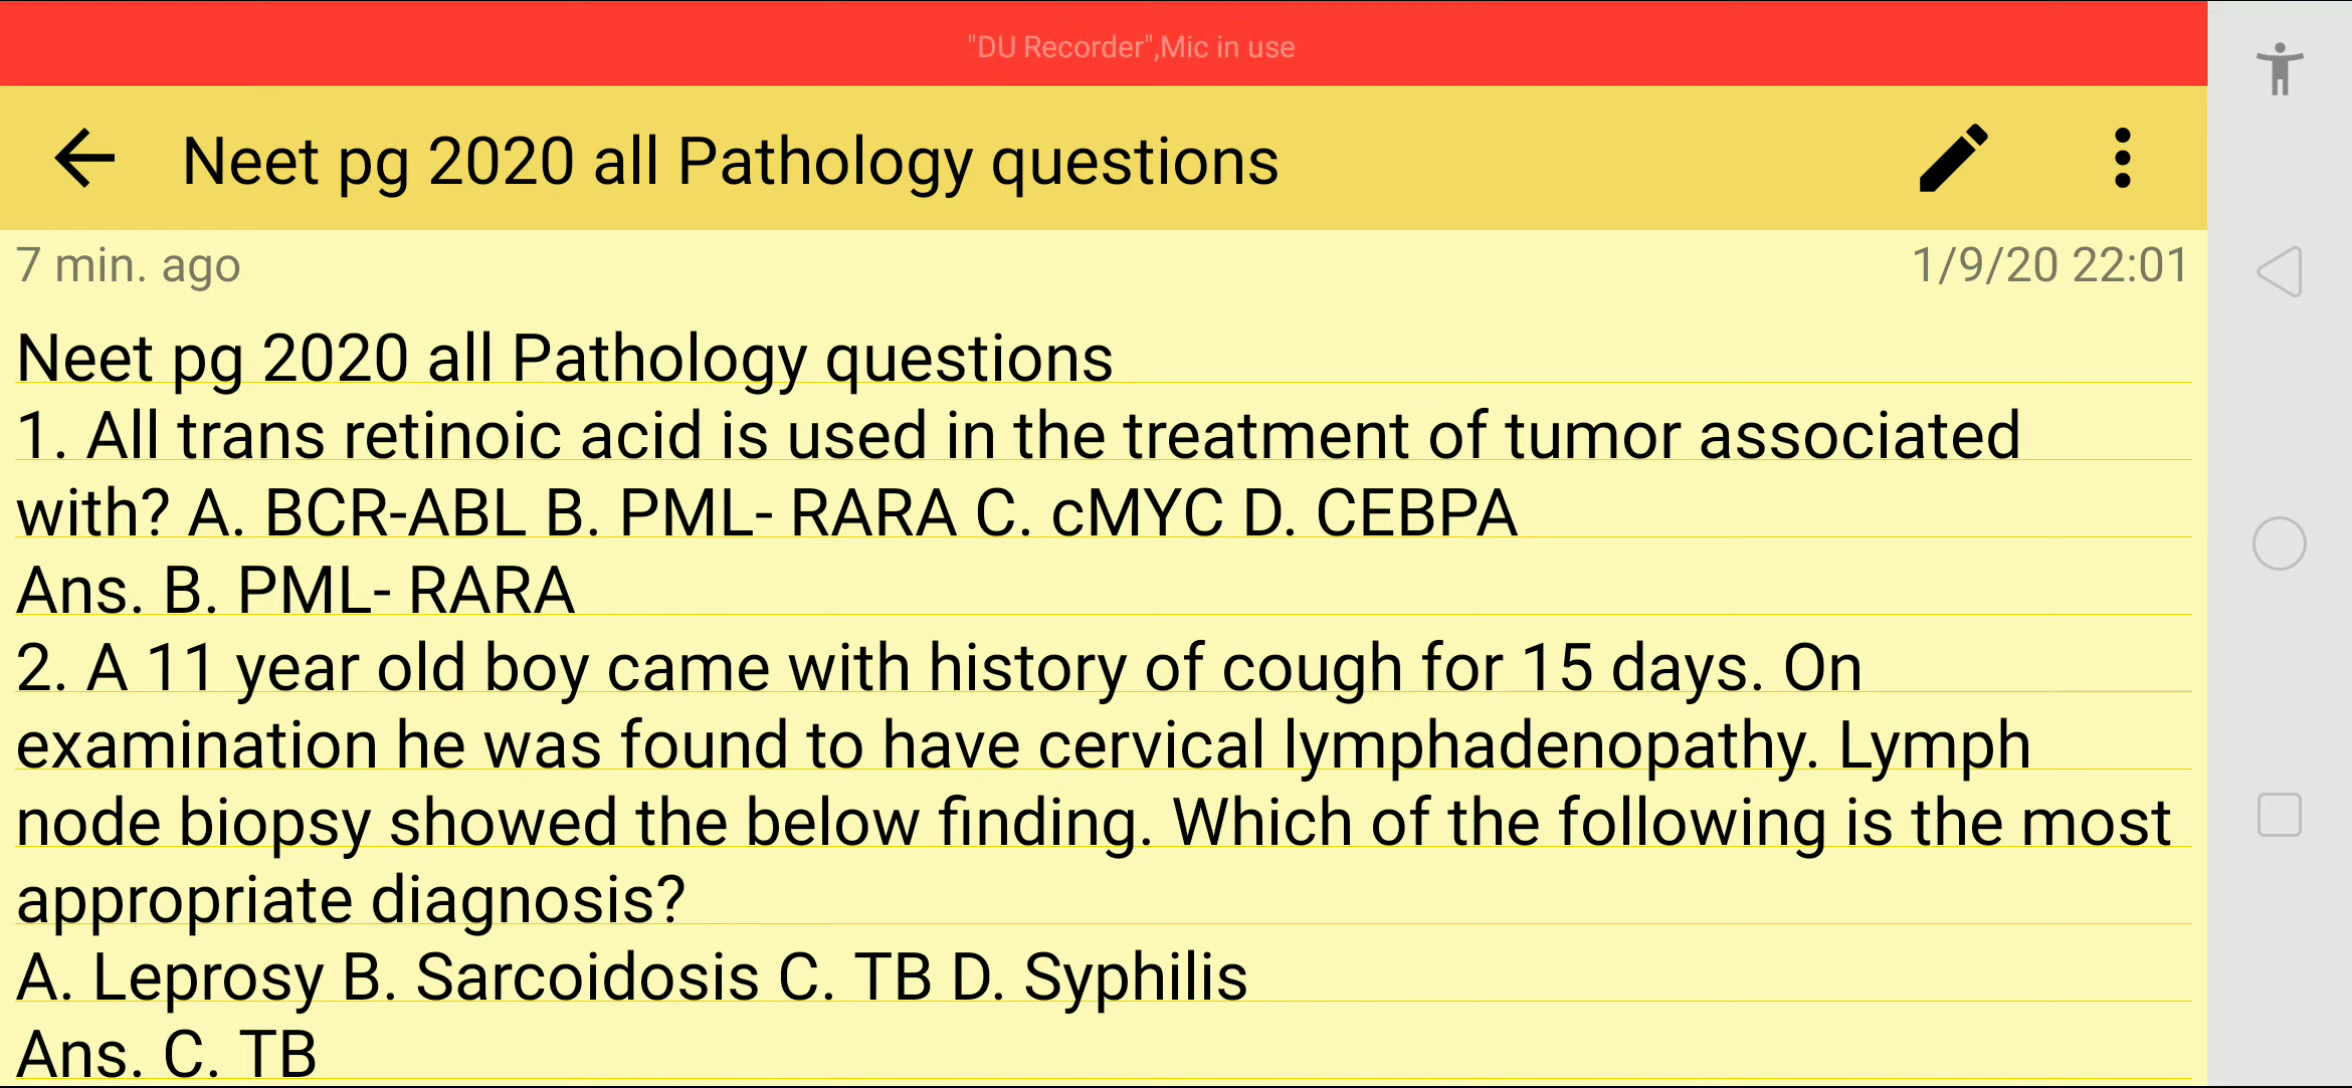 "DU Recorder",Mic in use
Neet pg 2020 all Pathology questions
7 min. ago
1/9/20 22:01
Neet pg 2020 all Pathology questions
1. All trans retinoic acid is used in the treatment of tumor associated
with? A. BCR-ABL B. PML- RARA C. cMYC D. CEBPA
Ans. B. PML- RARA
2. A 11 year old boy came with history of cough for 15 days. On
examination he was found to have cervical lymphadenopathy. Lymph
node biopsy showed the below finding. Which of the following is the most
appropriate diagnosis?
A. Leprosy B. Sarcoidosis C. TB D. Syphilis
Ans. C. TB